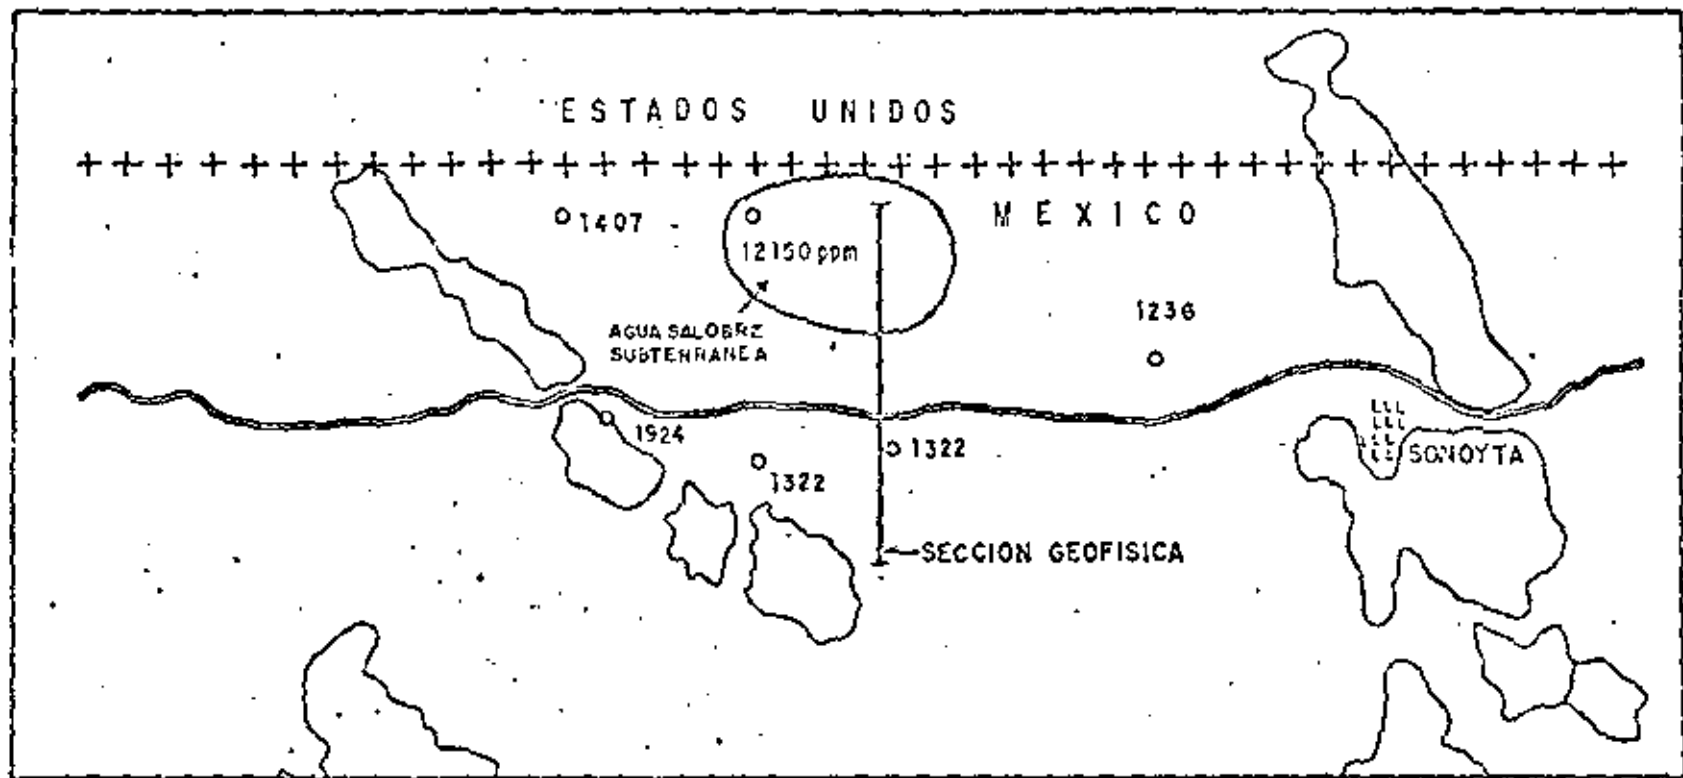 ESTADOS UNIDOS
MEXICO
1407
12150 ppm
1236
AGUA SALOBRE
SUBTERRANEA
1924
1322
1322
SONOYTA
SECCION GEOFISICA